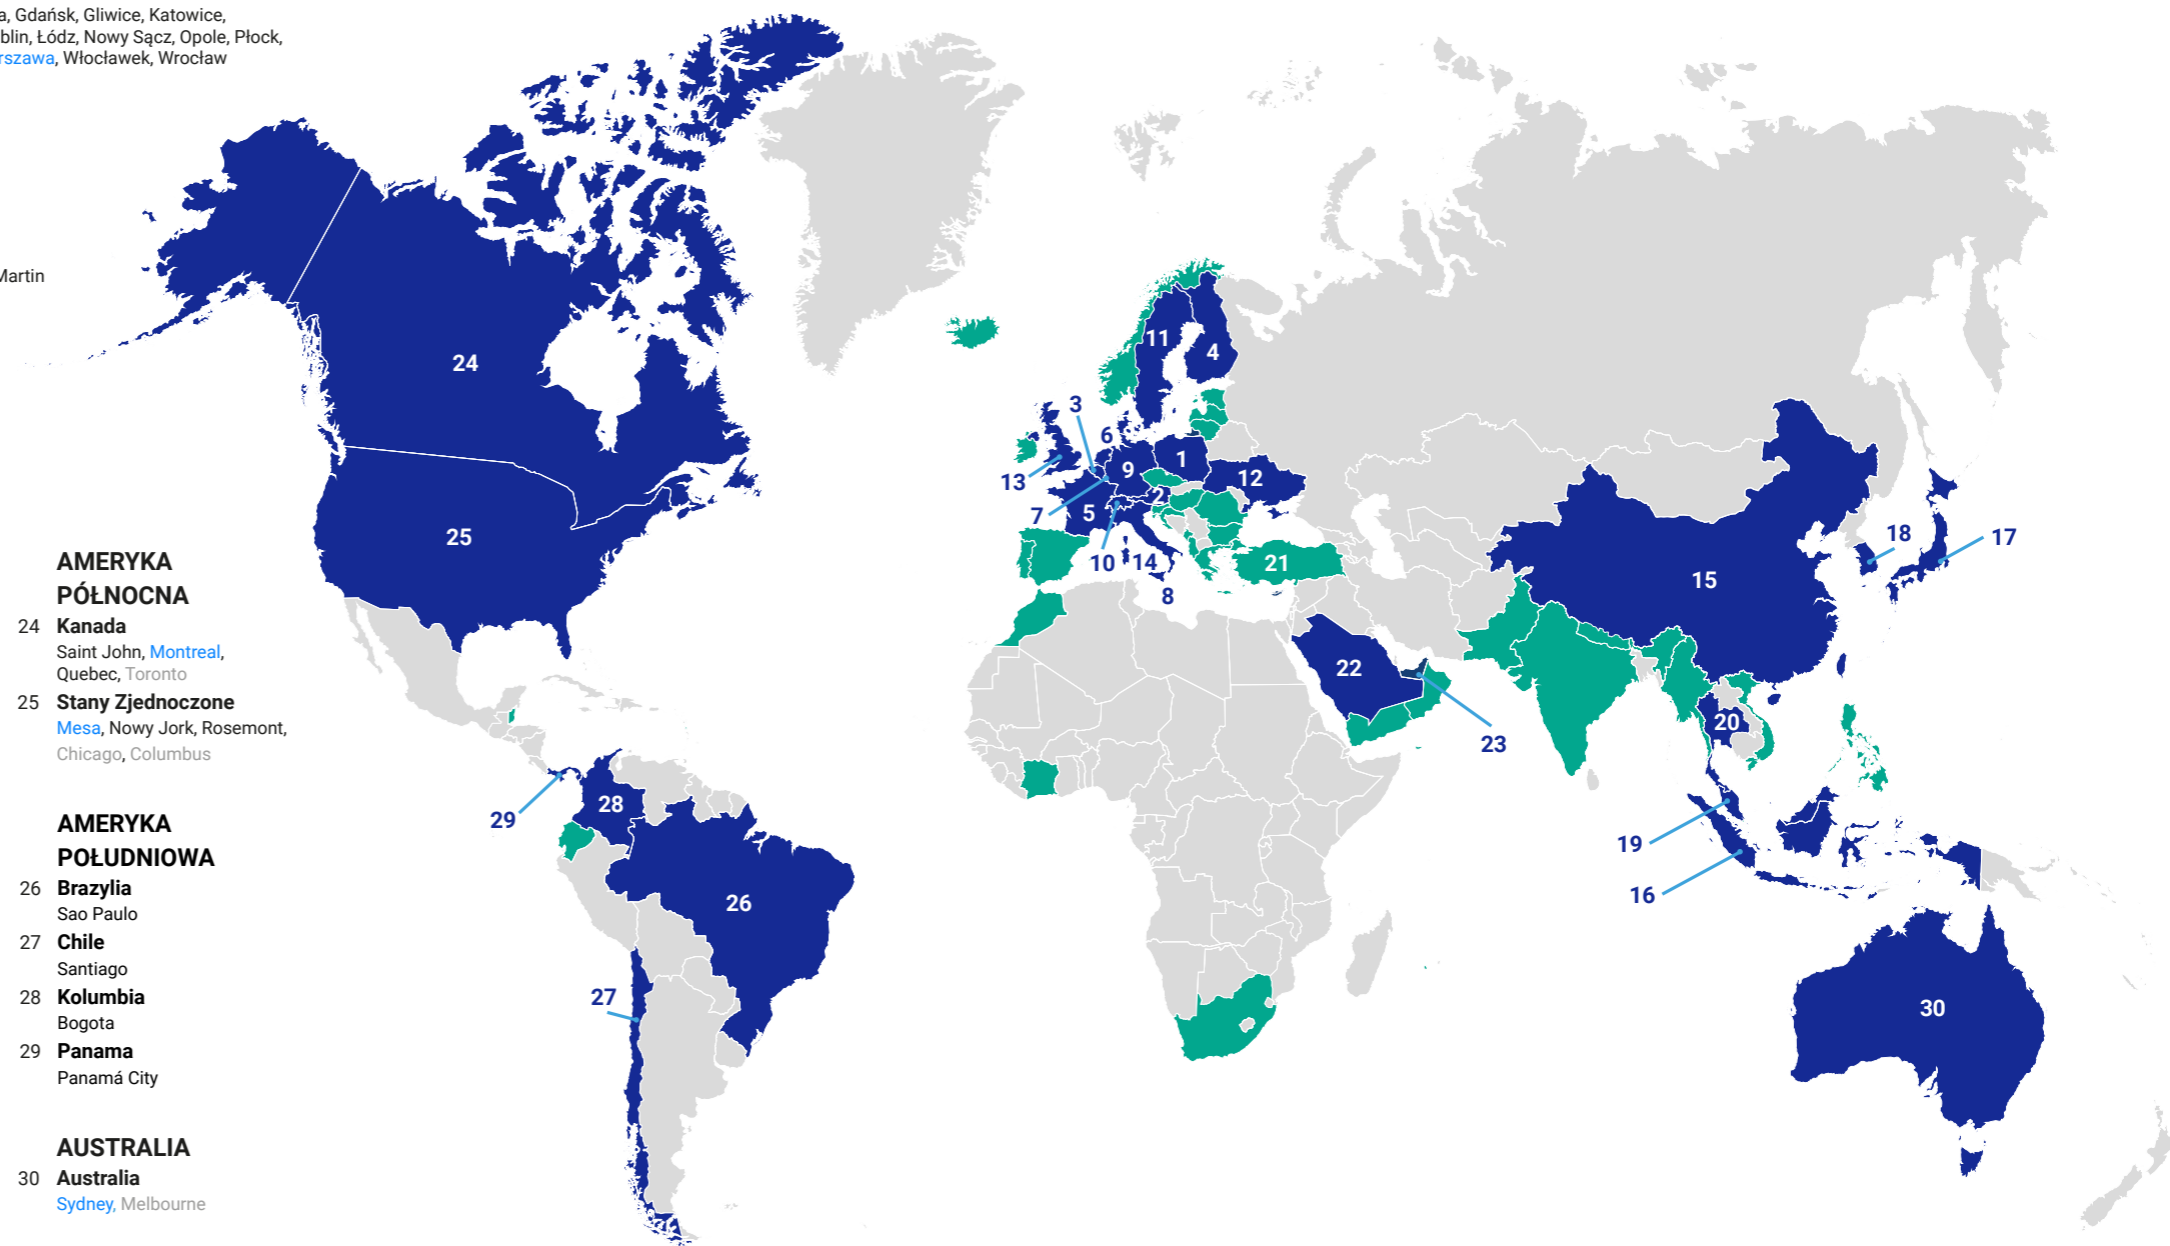 Gdańsk, Gliwice, Katowice,
Łódz, Nowy Sącz, Opole, Płock,
Włocławek, Wrocław
Martin
AMERYKA
PÓŁNOCNA
24 Kanada
Saint John, Montreal,
Quebec, Toronto
25 Stany Zjednoczone
Mesa, Nowy Jork, Rosemont,
Chicago, Columbus
AMERYKA
POŁUDNIOWA
26 Brazylia
Sao Paulo
27 Chile
Santiago
28 Kolumbia
Bogota
29 Panama
Panamá City
AUSTRALIA
30 Australia
Sydney, Melbourne
24
25
29
28
26
27
11
4
3
6
13
9
1
12
7
2
5
10
14
8
21
22
23
15
18
17
20
19
16
30